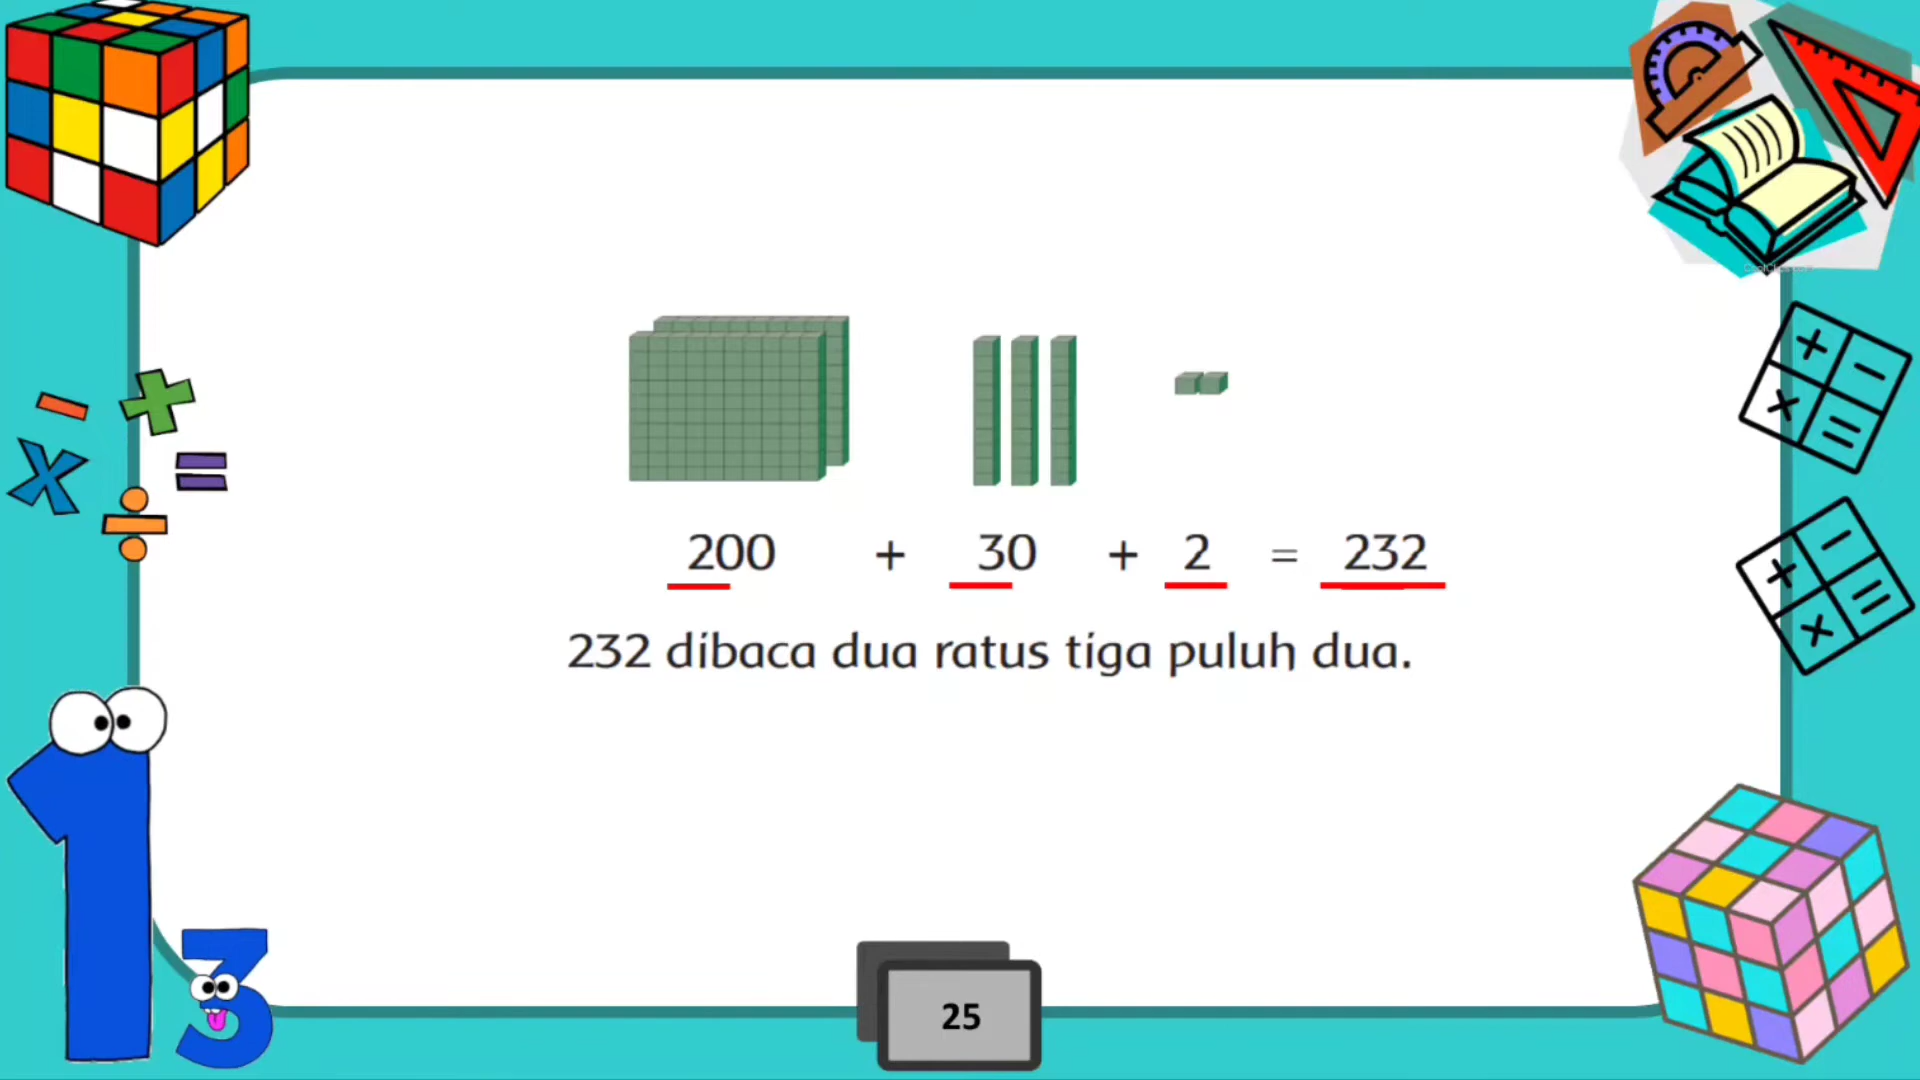 200 + 30 + 2 = 232
232 dibaca dua ratus tiga puluh dua.
25